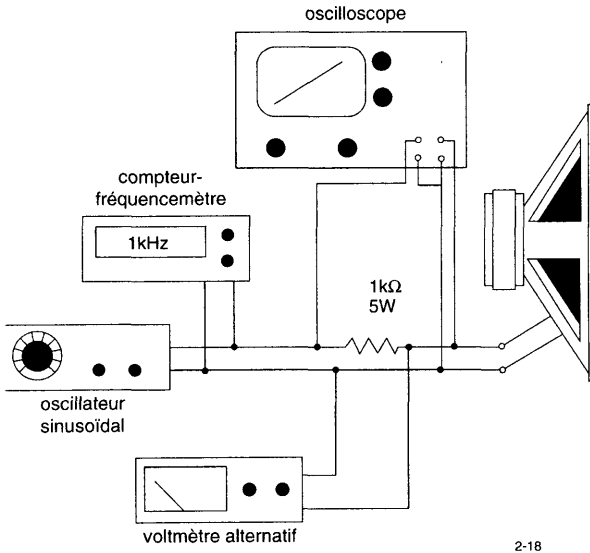 oscilloscope
compteur-
fréquencemètre
1kHz
1kΩ
5W
oscillateur
sinusoïdal
voltmètre alternatif
2-18